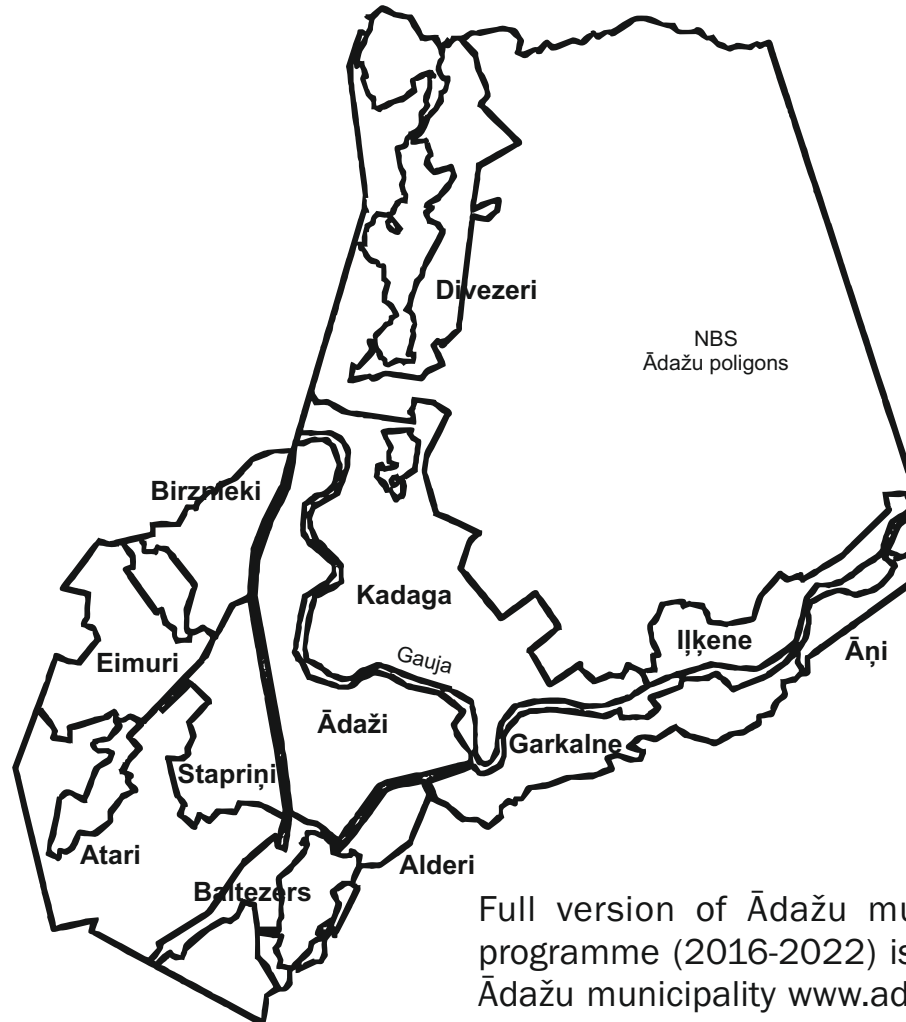 Divezeri
NBS
Ādažu poligons
Birznieki
Kadaga
Iļķene
Eimuri
Gauja
Āņi
Ādaži
Garkalne
Stapriņi
Atari
Alderi
Baltezers
Full version of Ādažu mu
programme (2016-2022) is
Ādažu municipality www.ad